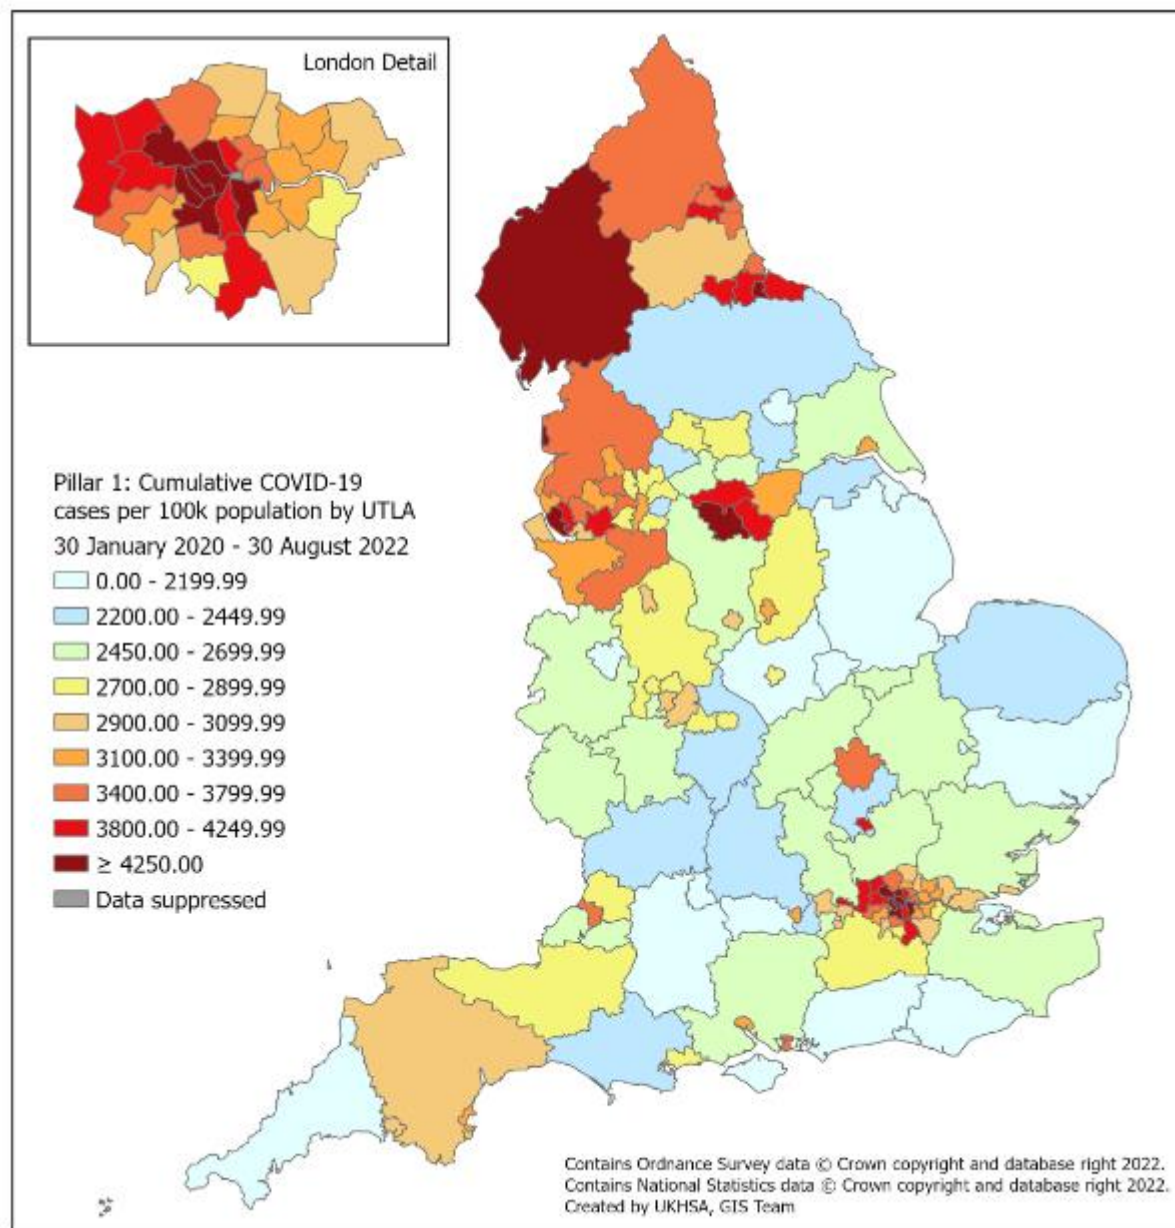 London Detail
Pillar 1: Cumulative COVID-19
cases per 100k population by UTLA
30 January 2020 - 30 August 2022
0.00 - 2199.99
2200.00 - 2449.99
2450.00 - 2699.99
2700.00 - 2899.99
2900.00 - 3099.99
3100.00 - 3399.99
3400.00 - 3799.99
3800.00 - 4249.99
≥ 4250.00
Data suppressed
Contains Ordnance Survey data © Crown copyright and database right 2022.
Contains National Statistics data © Crown copyright and database right 2022.
Created by UKHSA, GIS Team